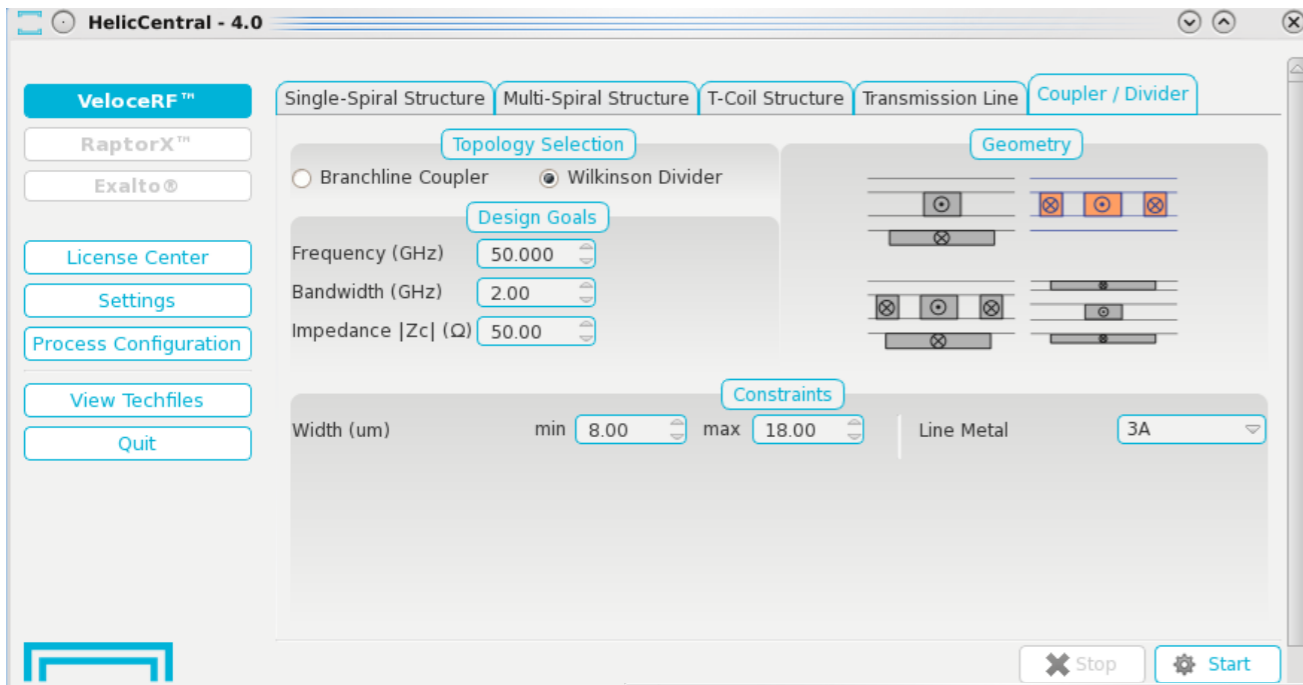 HelicCentral - 4.0
VeloceRF™
RaptorX™
Exalto®
License Center
Settings
Process Configuration
View Techfiles
Quit
Single-Spiral Structure Multi-Spiral Structure T-Coil Structure Transmission Line Coupler / Divider
Topology Selection
Branchline Coupler Wilkinson Divider
Design Goals
Frequency (GHz) 50.000
Bandwidth (GHz) 2.00
Impedance |Zc| (Ω) 50.00
Geometry
Constraints
Width (um) min 8.00 max 18.00 Line Metal 3A
Stop Start